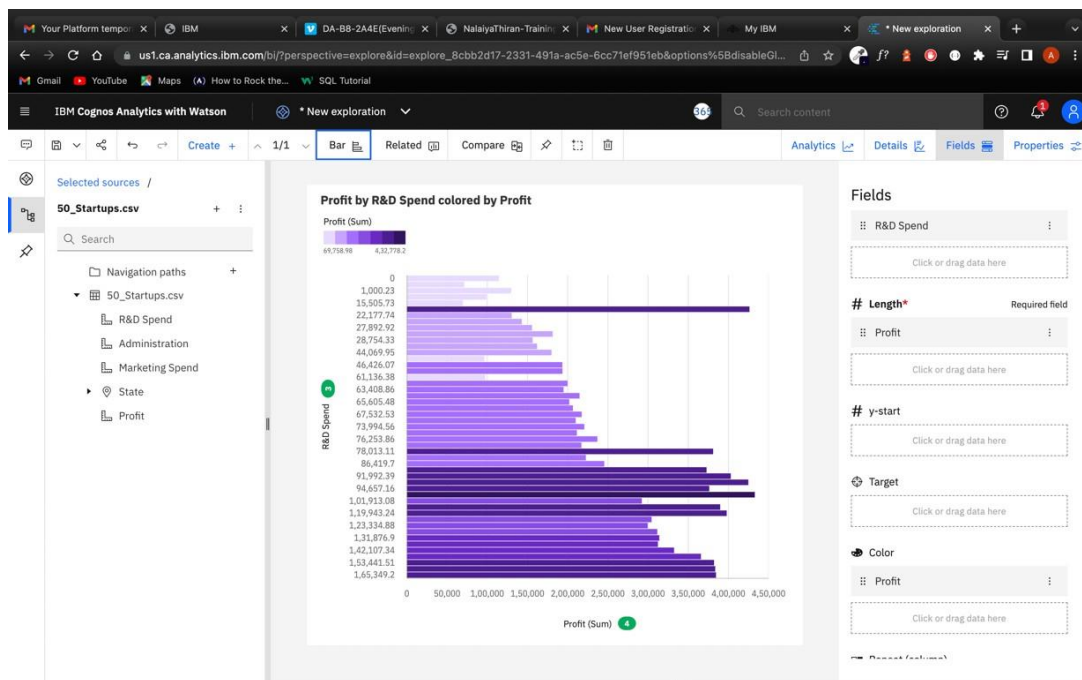 Your Platform tempor
IBM
DA-B8-2A4E(Evening
NalaiyaThiran-Training
New User Registratio
My IBM
* New exploration
us1.ca.analytics.ibm.com/bi/?perspective=explore&id=explore_8cbb2d17-2331-491a-ac5e-6cc71ef951eb&options%5BdisableGl...
Gmail
YouTube
Maps
How to Rock the...
SQL Tutorial
IBM Cognos Analytics with Watson
* New exploration
365
Search content
Create +
1/1
Bar
Related
Compare
Analytics
Details
Fields
Properties
Selected sources /
50_Startups.csv
Search
Navigation paths
50_Startups.csv
R&D Spend
Administration
Marketing Spend
State
Profit
Profit by R&D Spend colored by Profit
Profit (Sum)
69,758.98 4,32,778.2
0
1,000.23
15,505.73
22,177.74
27,892.92
28,754.33
44,069.95
46,426.07
61,136.38
63,408.86
65,605.48
67,532.53
73,994.56
76,253.86
78,013.11
86,419.7
91,992.39
94,657.16
1,01,913.08
1,19,943.24
1,23,334.88
1,31,876.9
1,42,107.34
1,53,441.51
1,65,349.2
R&D Spend
3
0 50,000 1,00,000 1,50,000 2,00,000 2,50,000 3,00,000 3,50,000 4,00,000 4,50,000
Profit (Sum) 4
Fields
R&D Spend
Click or drag data here
# Length* Required field
Profit
Click or drag data here
# y-start
Click or drag data here
Target
Click or drag data here
Color
Profit
Click or drag data here